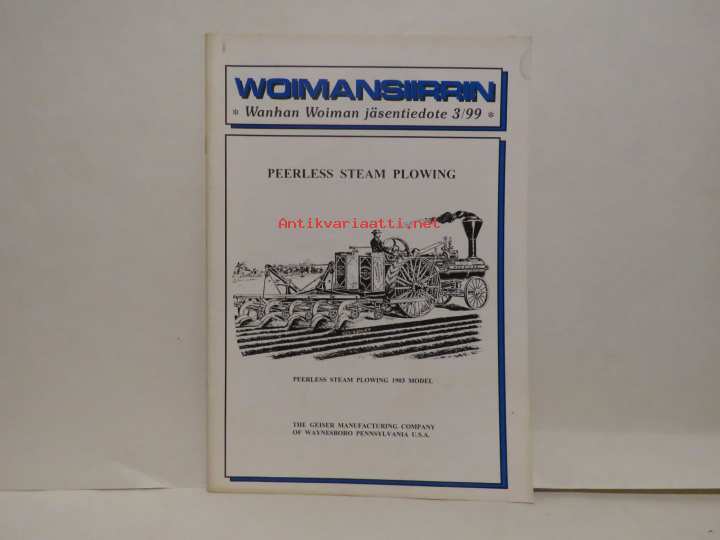 WOIMANSIIRRIN
* Wanhan Woiman jäsentiedote 3/99 *
PEERLESS STEAM PLOWING
Antikvariaatti.net
PEERLESS STEAM PLOWING 1903 MODEL
THE GEISER MANUFACTURING COMPANY
OF WAYNESBORO PENNSYLVANIA U.S.A.